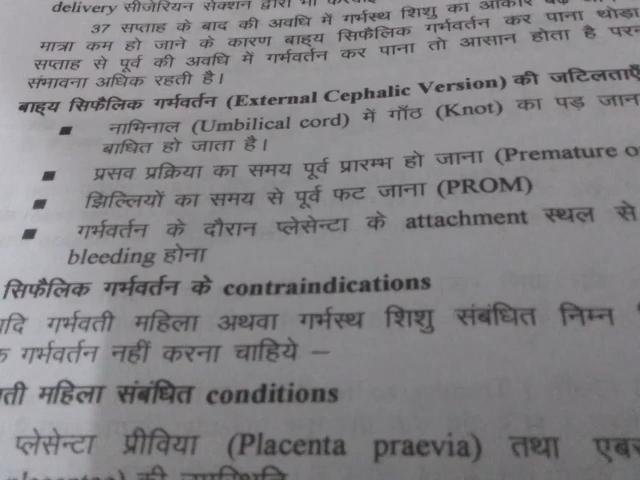 delivery सीजेरियन सेक्शन द्वारा भी
37 सप्ताह के बाद की अवधि में गर्भस्थ शिशु का आकार
मात्रा कम हो जाने के कारण बाह्य सिफैलिक गर्भवर्तन कर पाना थोड़ा
सप्ताह से पूर्व की अवधि में गर्भवर्तन कर पाना तो आसान होता है
संभावना अधिक रहती है।
बाह्य सिफैलिक गर्भवर्तन (External Cephalic Version) की जटिलताएँ
▪ नाभिनाल (Umbilical cord) में गाँठ (Knot) का पड़
बाधित हो जाता है।
▪ प्रसव प्रक्रिया का समय पूर्व प्रारम्भ हो जाना (Premature
▪ झिल्लियों का समय से पूर्व फट जाना (PROM)
▪ गर्भवर्तन के दौरान प्लेसेन्टा के attachment स्थल से
bleeding होना
सिफैलिक गर्भवर्तन के contraindications
गर्भवती महिला अथवा गर्भस्थ शिशु संबंधित निम्न
गर्भवर्तन नहीं करना चाहिये –
महिला संबंधित conditions
प्लेसेन्टा प्रीविया (Placenta praevia) तथा
की उपस्थिति